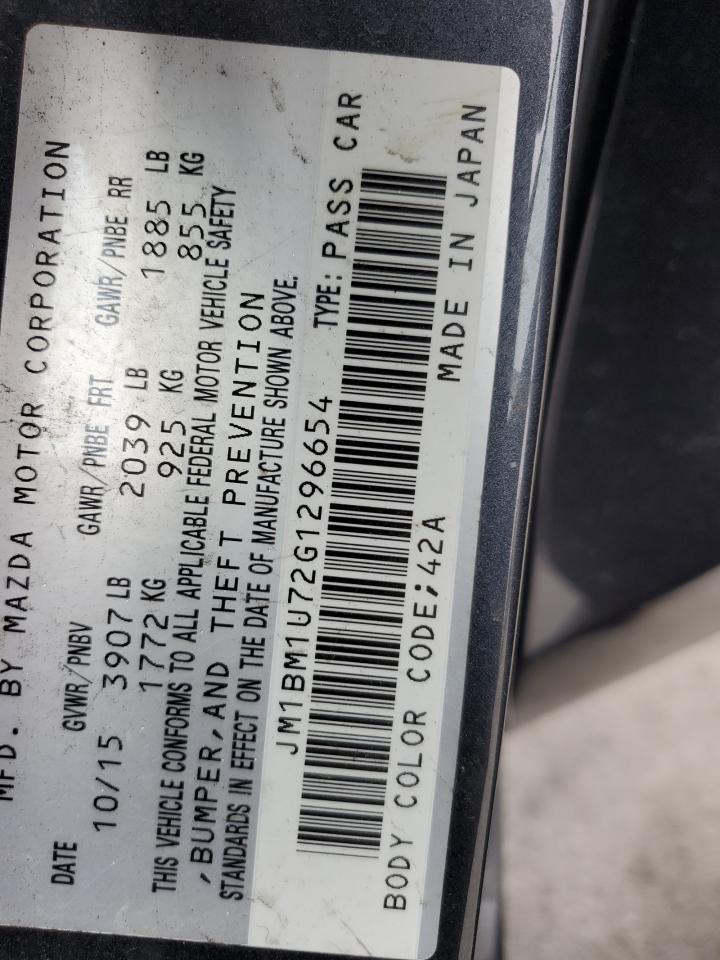 MFD. BY MAZDA MOTOR CORPORATION
DATE GVWR/PNBV GAWR/PNBE FRT GAWR/PNBE RR
10/15 3907 LB 2039 LB 1885 LB
1772 KG 925 KG 855 KG
THIS VEHICLE CONFORMS TO ALL APPLICABLE FEDERAL MOTOR VEHICLE SAFETY
,BUMPER,AND THEFT PREVENTION
STANDARDS IN EFFECT ON THE DATE OF MANUFACTURE SHOWN ABOVE.
JM1BM1U72G1296654 TYPE: PASS CAR
BODY COLOR CODE;42A MADE IN JAPAN